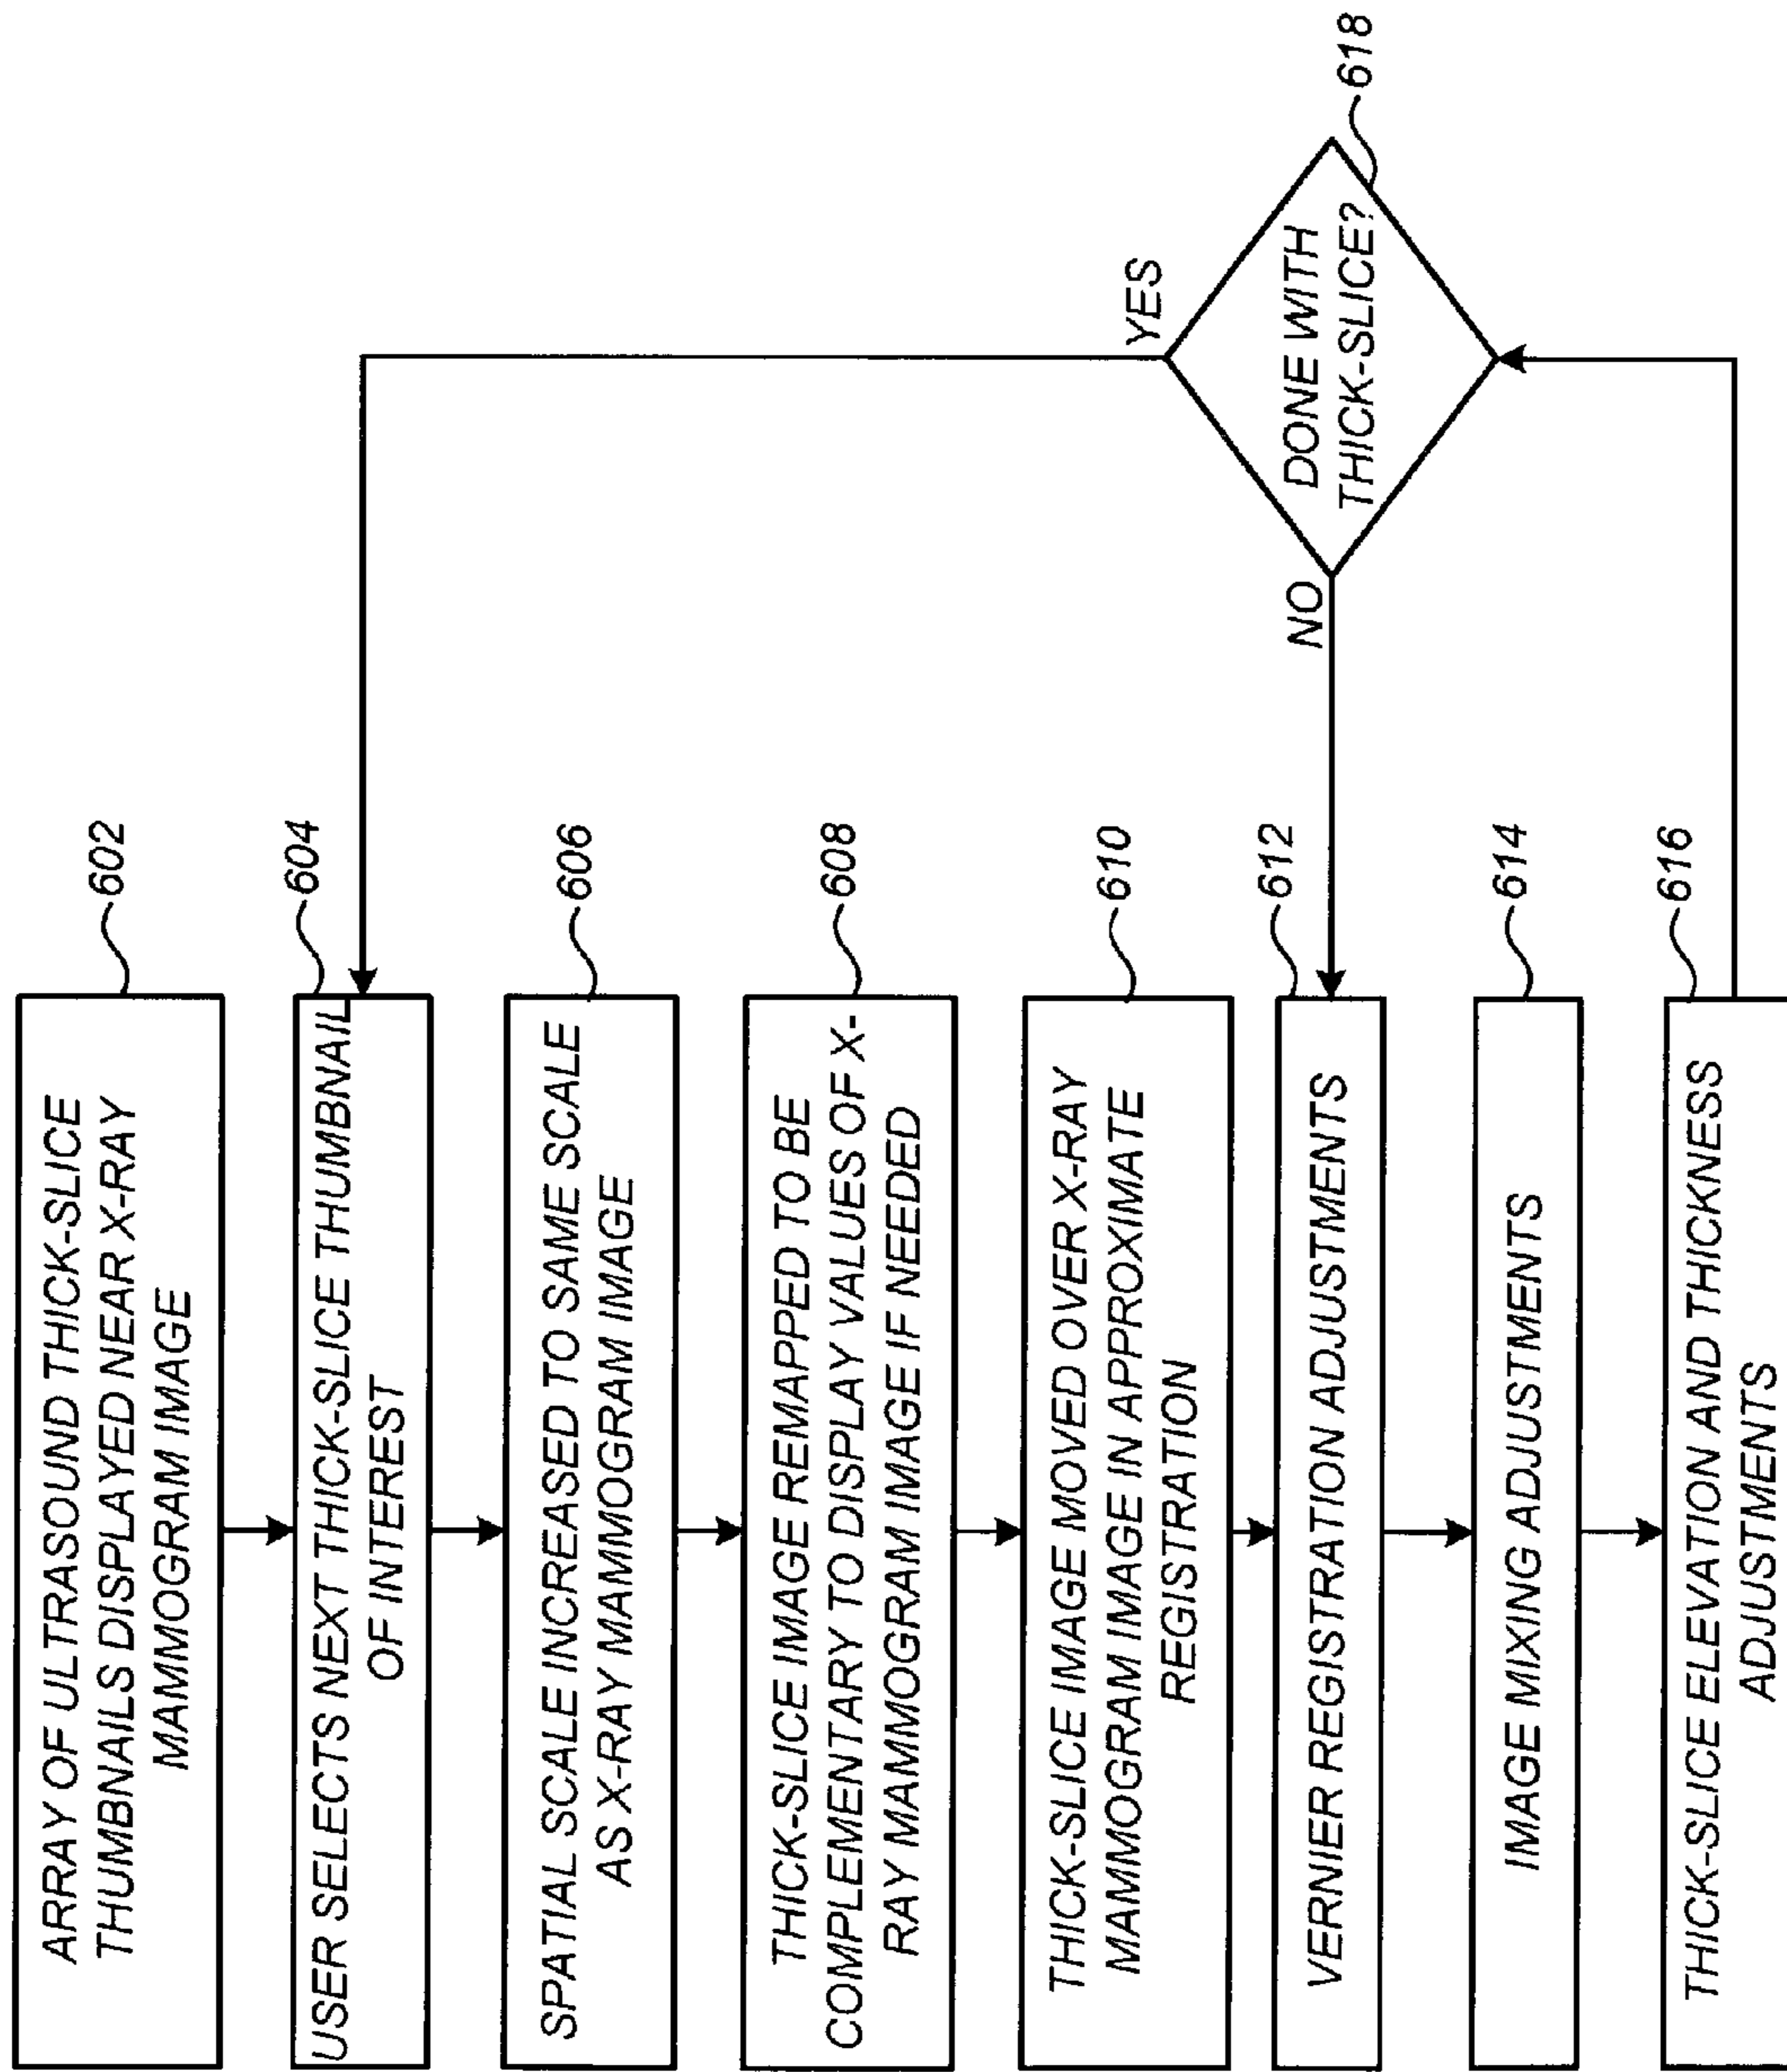 ARRAY OF ULTRASOUND THICK-SLICE
THUMBNAILS DISPLAYED NEAR X-RAY
MAMMOGRAM IMAGE
602
USER SELECTS NEXT THICK-SLICE THUMBNAIL
OF INTEREST
604
SPATIAL SCALE INCREASED TO SAME SCALE
AS X-RAY MAMMOGRAM IMAGE
606
THICK-SLICE IMAGE REMAPPED TO BE
COMPLEMENTARY TO DISPLAY VALUES OF X-
RAY MAMMOGRAM IMAGE IF NEEDED
608
THICK-SLICE IMAGE MOVED OVER X-RAY
MAMMOGRAM IMAGE IN APPROXIMATE
REGISTRATION
610
VERNIER REGISTRATION ADJUSTMENTS
612
IMAGE MIXING ADJUSTMENTS
614
THICK-SLICE ELEVATION AND THICKNESS
ADJUSTMENTS
616
DONE WITH
THICK-SLICE?
618
YES
NO